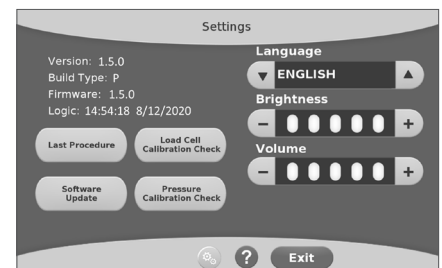 Settings
Version: 1.5.0
Build Type: P
Firmware: 1.5.0
Logic: 14:54:18 8/12/2020
Last Procedure
Load Cell
Calibration Check
Software
Update
Pressure
Calibration Check
Language
▼ ENGLISH ▲
Brightness
− +
Volume
− +
? Exit